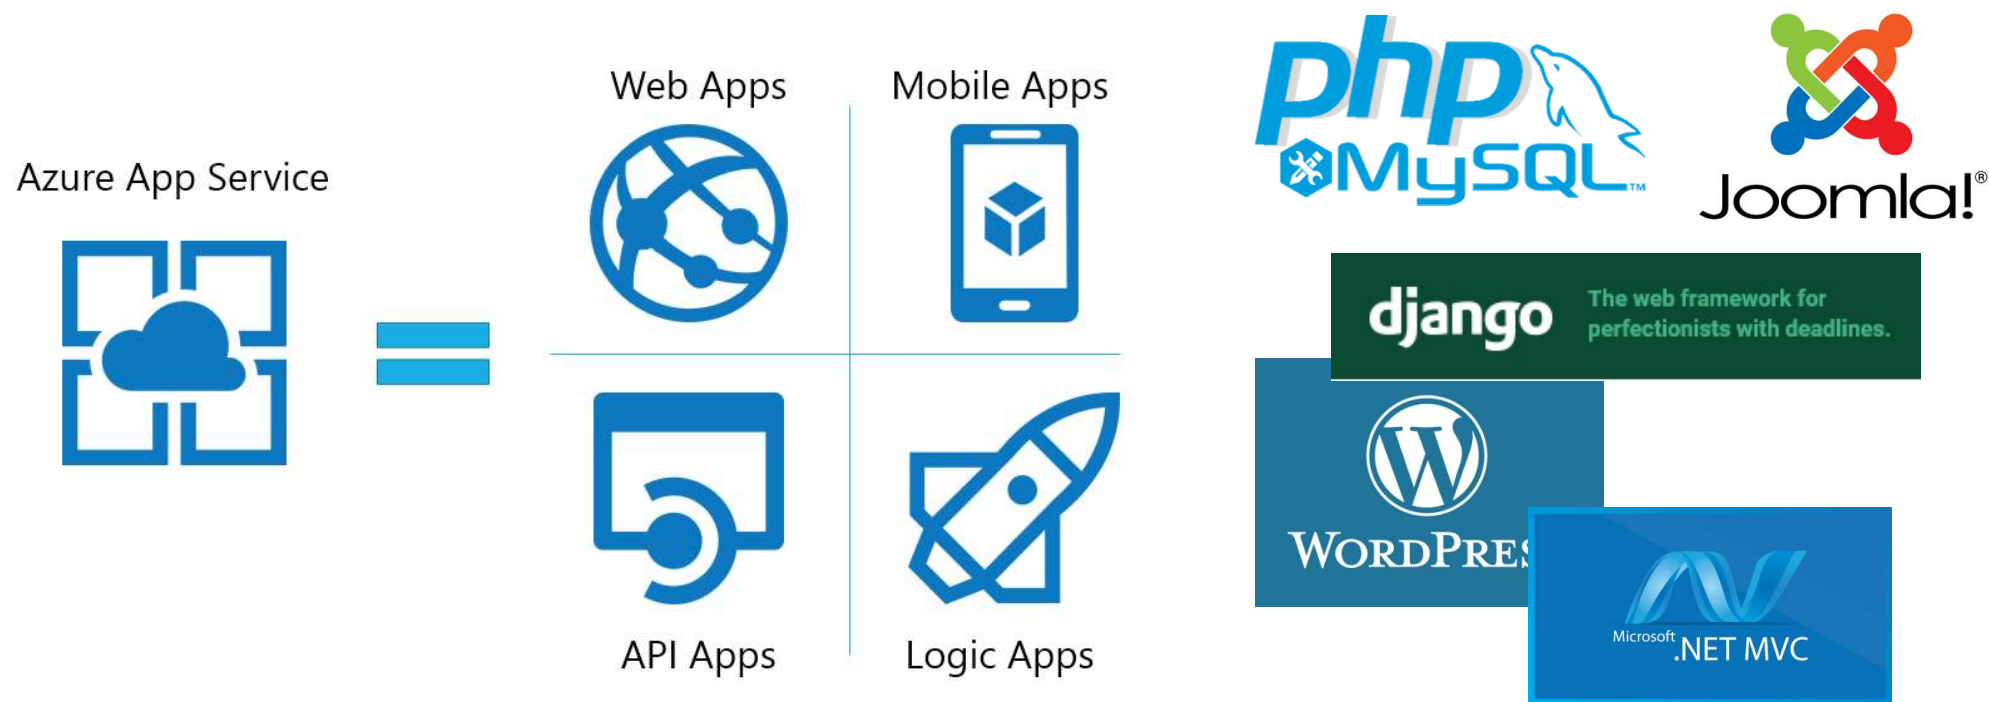 Azure App Service
Web Apps
Mobile Apps
API Apps
Logic Apps
php
MySQL™
Joomla!®
django
The web framework for
perfectionists with deadlines.
WORDPRES
Microsoft
.NET MVC